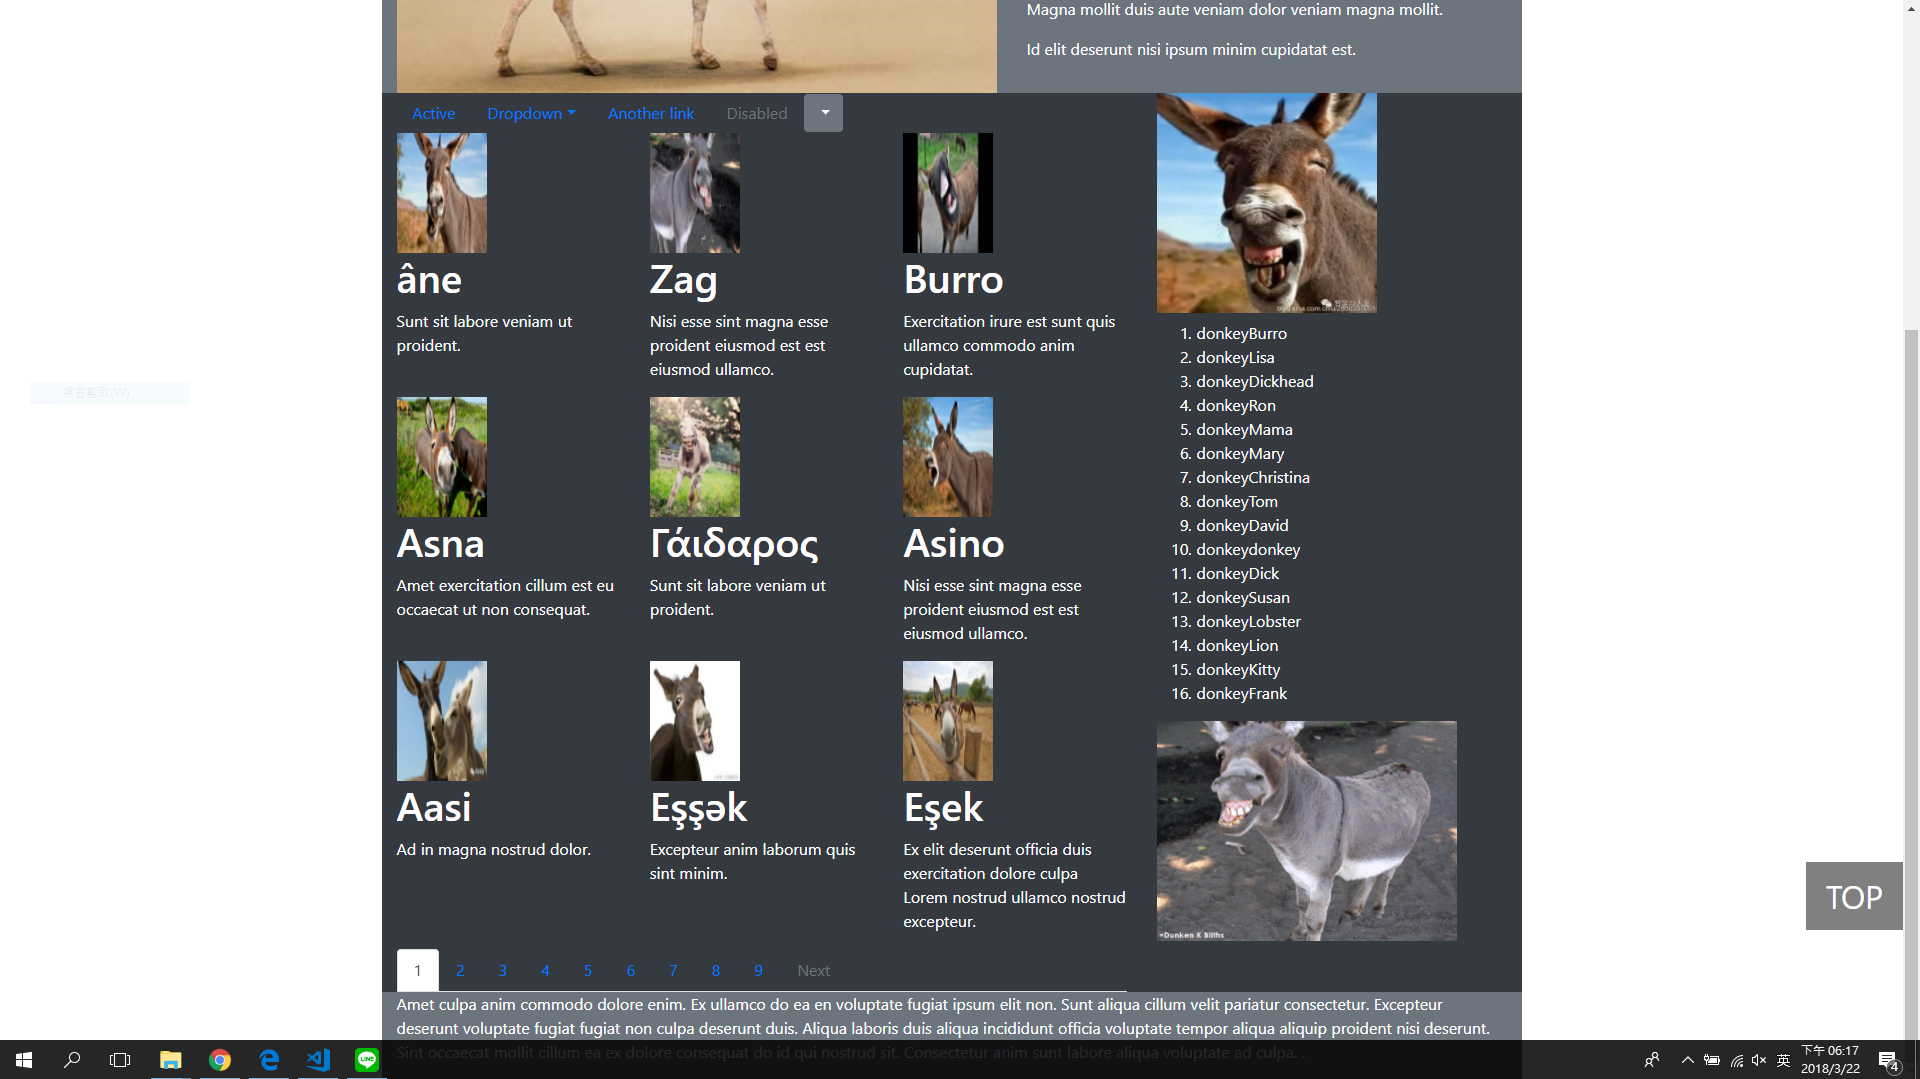 Magna mollit duis aute veniam dolor veniam magna mollit.
Id elit deserunt nisi ipsum minim cupidatat est.
Active
Dropdown
Another link
Disabled
âne
Sunt sit labore veniam ut
proident.
Zag
Nisi esse sint magna esse
proident eiusmod est est
eiusmod ullamco.
Burro
Exercitation irure est sunt quis
ullamco commodo anim
cupidatat.
Asna
Amet exercitation cillum est eu
occaecat ut non consequat.
Γάιδαρος
Sunt sit labore veniam ut
proident.
Asino
Nisi esse sint magna esse
proident eiusmod est est
eiusmod ullamco.
Aasi
Ad in magna nostrud dolor.
Eşşək
Excepteur anim laborum quis
sint minim.
Eşek
Ex elit deserunt officia duis
exercitation dolore culpa
Lorem nostrud ullamco nostrud
excepteur.
1. donkeyBurro
2. donkeyLisa
3. donkeyDickhead
4. donkeyRon
5. donkeyMama
6. donkeyMary
7. donkeyChristina
8. donkeyTom
9. donkeyDavid
10. donkeydonkey
11. donkeyDick
12. donkeySusan
13. donkeyLobster
14. donkeyLion
15. donkeyKitty
16. donkeyFrank
+Dunken K Bliths
TOP
1 2 3 4 5 6 7 8 9 Next
Amet culpa anim commodo dolore enim. Ex ullamco do ea en voluptate fugiat ipsum elit non. Sunt aliqua cillum velit pariatur consectetur. Excepteur
deserunt voluptate fugiat fugiat non culpa deserunt duis. Aliqua laboris duis aliqua incididunt officia voluptate tempor aliqua aliquip proident nisi deserunt.
Sint occaecat mollit cillum ea ex dolore consequat do id qui nostrud sit. Consectetur anim sunt labore aliqua voluptate ad culpa. .
LINE
英
下午 06:17
2018/3/22
4